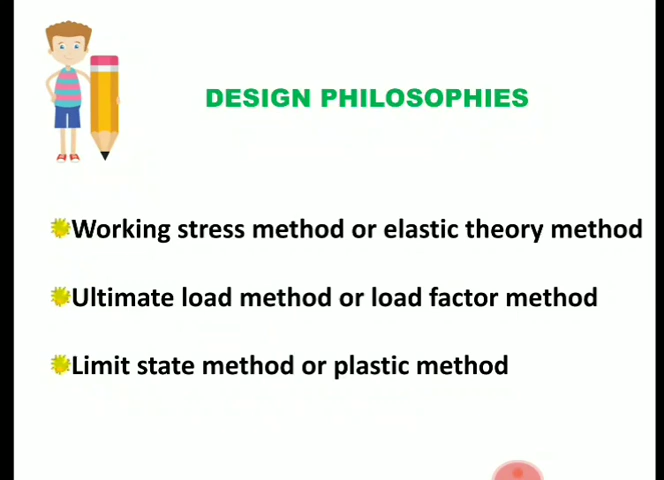 DESIGN PHILOSOPHIES
Working stress method or elastic theory method
Ultimate load method or load factor method
Limit state method or plastic method